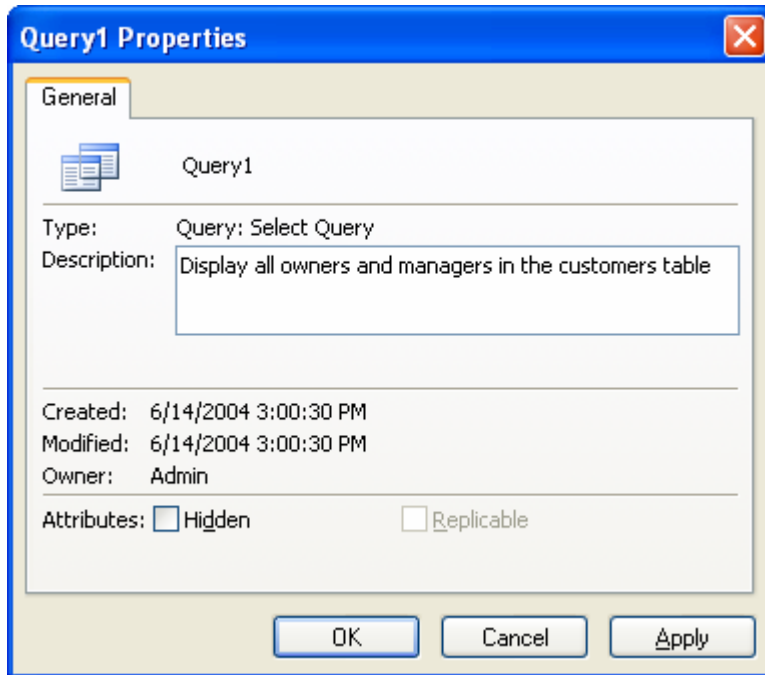 Query1 Properties
General
Query1
Type: Query: Select Query
Description: Display all owners and managers in the customers table
Created: 6/14/2004 3:00:30 PM
Modified: 6/14/2004 3:00:30 PM
Owner: Admin
Attributes: Hidden Replicable
OK Cancel Apply